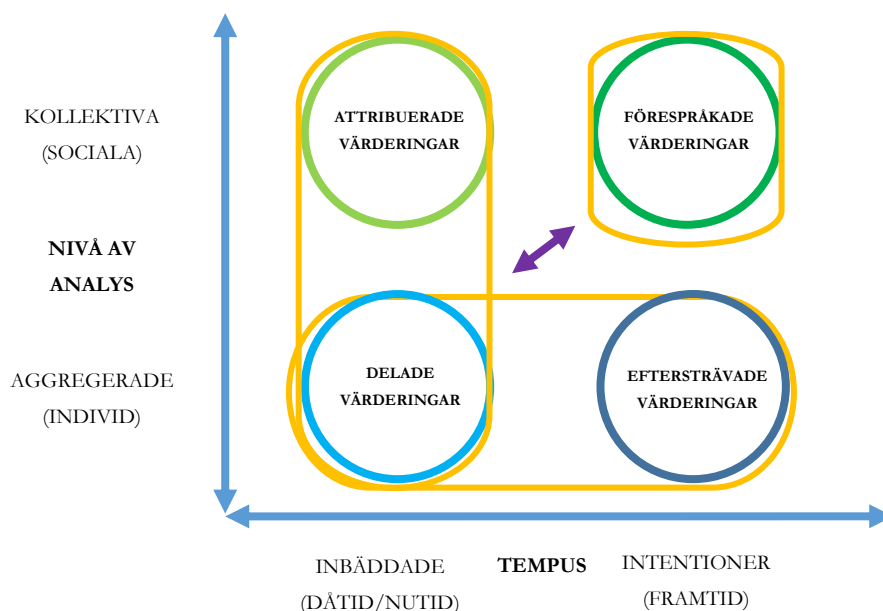 KOLLEKTIVA
(SOCIALA)
ATTRIBUERADE
VÄRDERINGAR
FÖRESPRÅKADE
VÄRDERINGAR
NIVÅ AV
ANALYS
AGGREGERADE
(INDIVID)
DELADE
VÄRDERINGAR
EFTERSTRÄVADE
VÄRDERINGAR
INBÄDDADE
(DÅTID/NUTID)
TEMPUS
INTENTIONER
(FRAMTID)